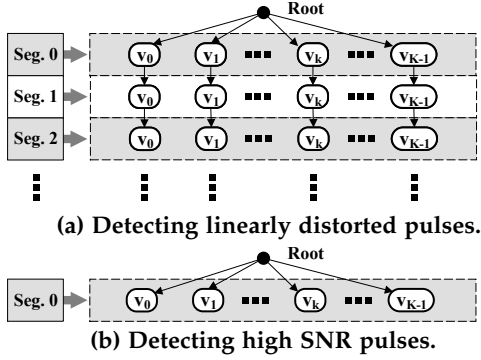 Root
Seg. 0 v0 v1 vk vK-1
Seg. 1 v0 v1 vk vK-1
Seg. 2 v0 v1 vk vK-1
(a) Detecting linearly distorted pulses.
Root
Seg. 0 v0 v1 vk vK-1
(b) Detecting high SNR pulses.